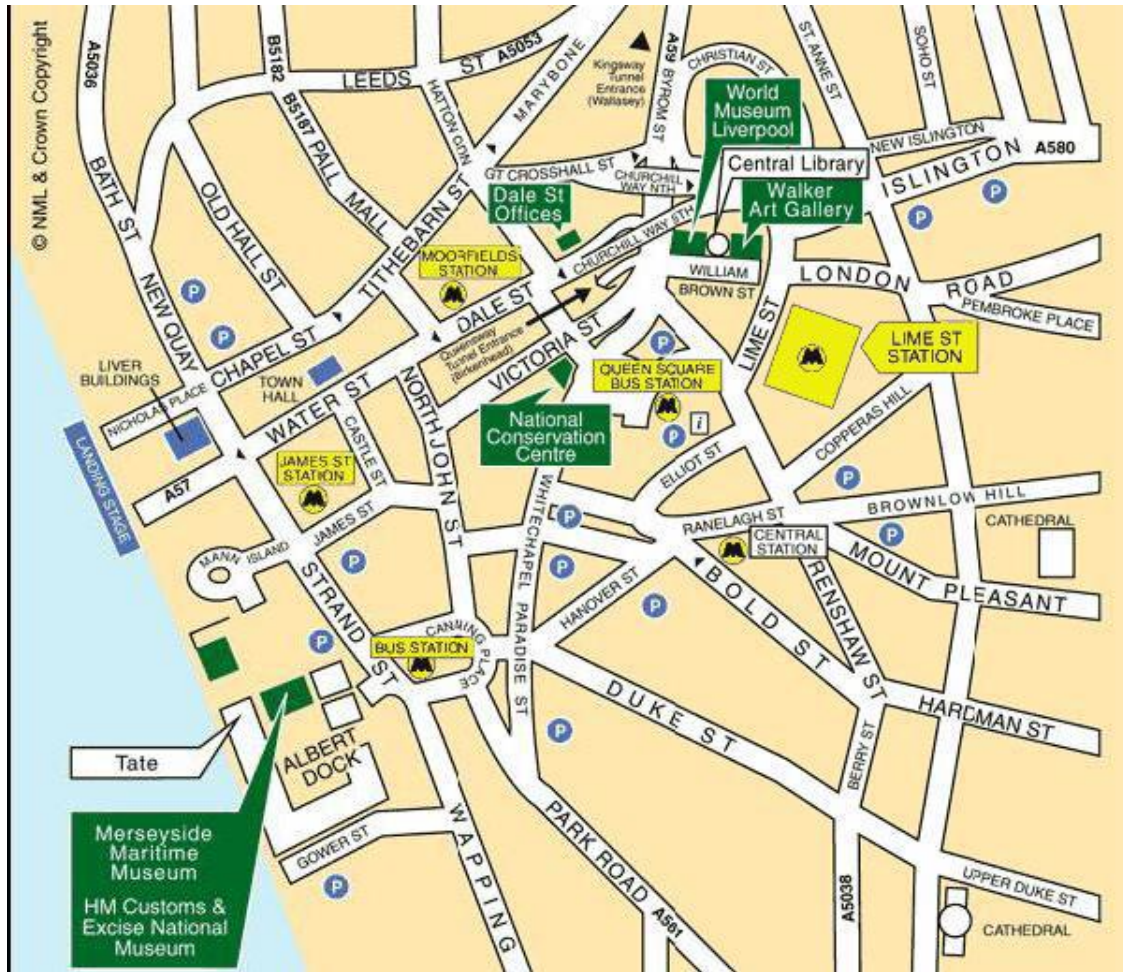 © NML & Crown Copyright
A5036
B5182
LEEDS ST A5053
A59 BYROM ST
CHRISTIAN ST
ST. ANNE ST
SOHO ST
Kingsway
Tunnel
Entrance
(Wallasey)
MARYBONE
HATTON GDN
B5187 PALL MALL
World
Museum
Liverpool
NEW ISLINGTON
ISLINGTON A580
Central Library
Walker
Art Gallery
GT CROSSHALL ST
CHURCHILL
WAY NTH
BATH ST
OLD HALL ST
TITHEBARN ST
Dale St
Offices
CHURCHILL WAY STH
MOORFIELDS
STATION
WILLIAM
BROWN ST
LONDON ROAD
PEMBROKE PLACE
NEW QUAY
P
P
P
P
DALE ST
Queensway
Tunnel Entrance
(Birkenhead)
VICTORIA ST
LIME ST
LIME ST
STATION
CHAPEL ST
LIVER
BUILDINGS
TOWN
HALL
P
QUEEN SQUARE
BUS STATION
NICHOLAS PLACE
WATER ST
NORTH JOHN ST
National
Conservation
Centre
i
P
COPPERAS HILL
LANDING STAGE
A57
JAMES ST
STATION
CASTLE ST
ELLIOT ST
P
JAMES ST
WHITECHAPEL
P
RANELAGH ST
BROWNLOW HILL
CATHEDRAL
MANN ISLAND
P
P
CENTRAL
STATION
P
MOUNT PLEASANT
STRAND ST
HANOVER ST
P
BOLD ST
RENSHAW ST
P
BUS STATION
CANNING PLACE
PARADISE ST
DUKE ST
HARDMAN ST
P
Tate
ALBERT
DOCK
BERRY ST
WAPPING
PARK ROAD A561
Merseyside
Maritime
Museum
HM Customs &
Excise National
Museum
GOWER ST
P
A5038
UPPER DUKE ST
CATHEDRAL